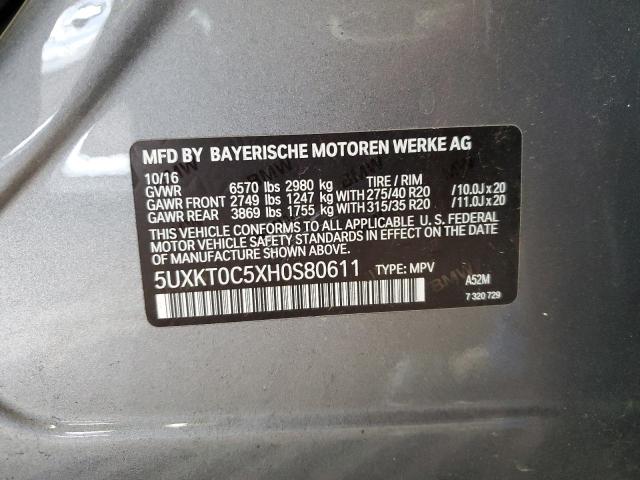 MFD BY BAYERISCHE MOTOREN WERKE AG
10/16
GVWR 6570 lbs 2980 kg TIRE / RIM
GAWR FRONT 2749 lbs 1247 kg WITH 275/40 R20 /10.0J x 20
GAWR REAR 3869 lbs 1755 kg WITH 315/35 R20 /11.0J x 20
THIS VEHICLE CONFORMS TO ALL APPLICABLE U.S. FEDERAL
MOTOR VEHICLE SAFETY STANDARDS IN EFFECT ON THE DATE
OF MANUFACTURE SHOWN ABOVE.
5UXKT0C5XH0S80611 TYPE: MPV A52M
7 320 729